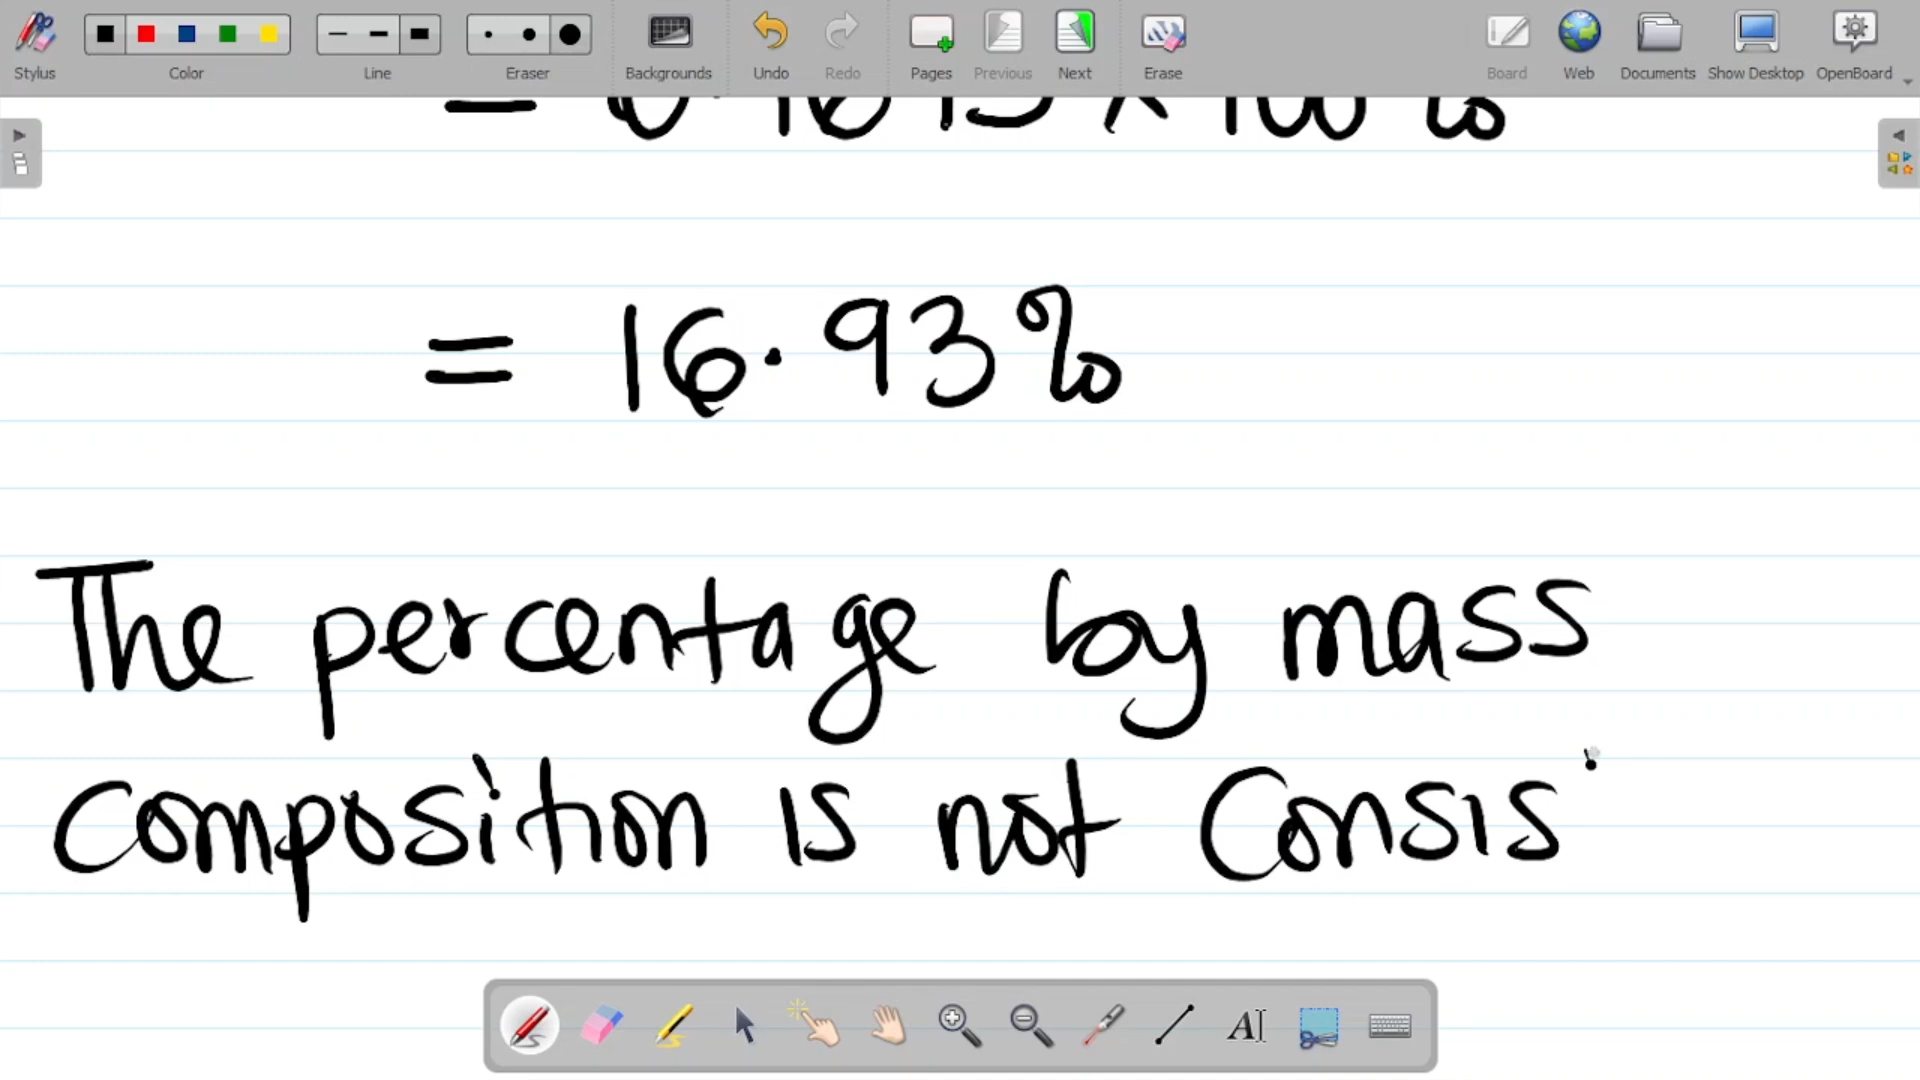 Stylus
Color
Line
Eraser
Backgrounds
Undo
Redo
Pages
Previous
Next
Erase
Board
Web
Documents
Show Desktop
OpenBoard
= 16.93%
The percentage by mass
composition is not Consis